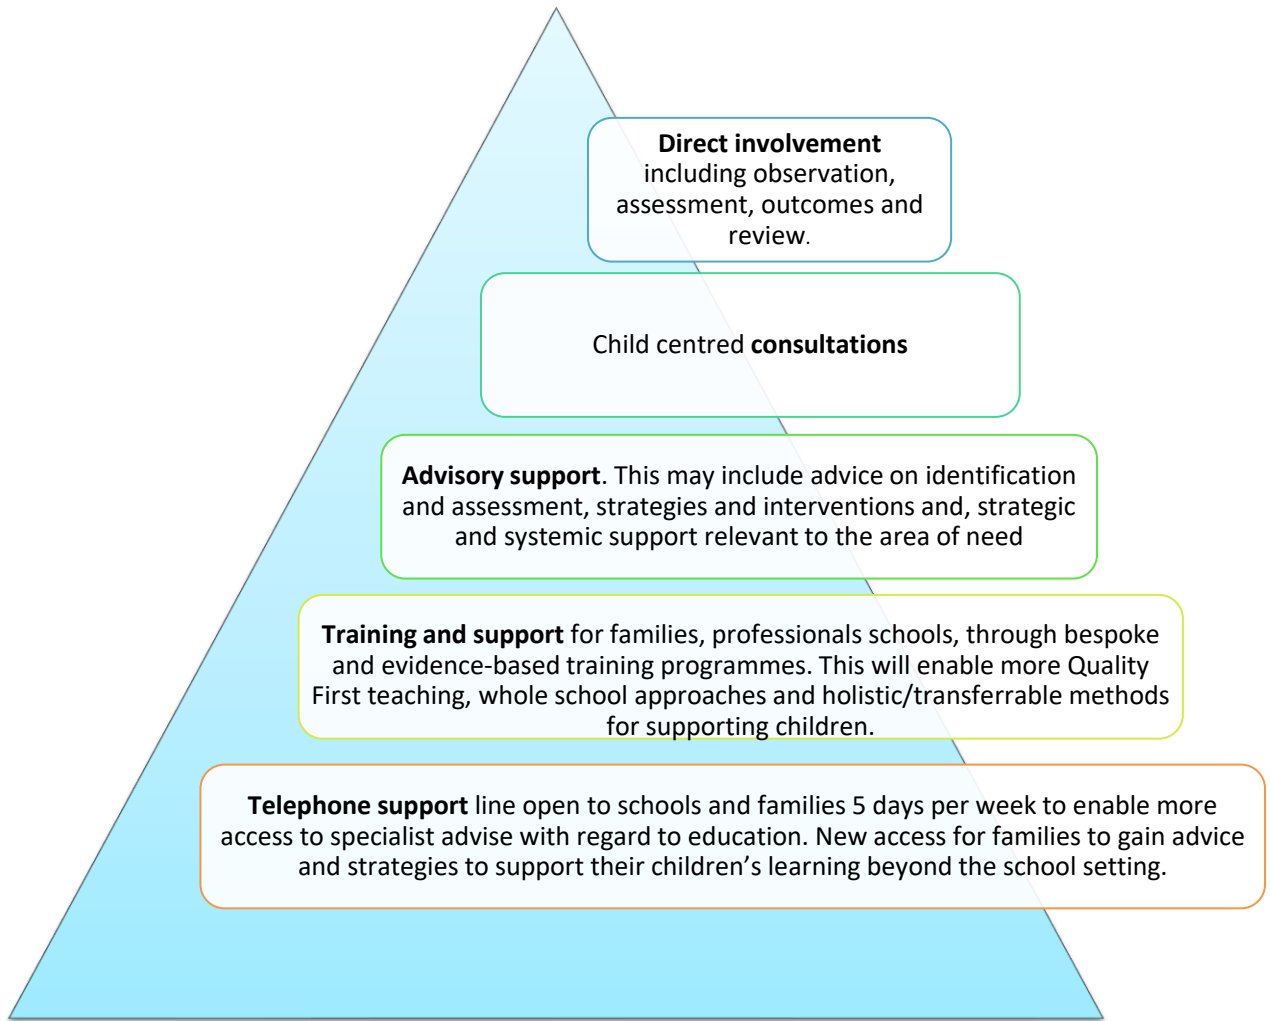 Direct involvement
including observation,
assessment, outcomes and
review.
Child centred consultations
Advisory support. This may include advice on identification
and assessment, strategies and interventions and, strategic
and systemic support relevant to the area of need
Training and support for families, professionals schools, through bespoke
and evidence-based training programmes. This will enable more Quality
First teaching, whole school approaches and holistic/transferrable methods
for supporting children.
Telephone support line open to schools and families 5 days per week to enable more
access to specialist advise with regard to education. New access for families to gain advice
and strategies to support their children’s learning beyond the school setting.